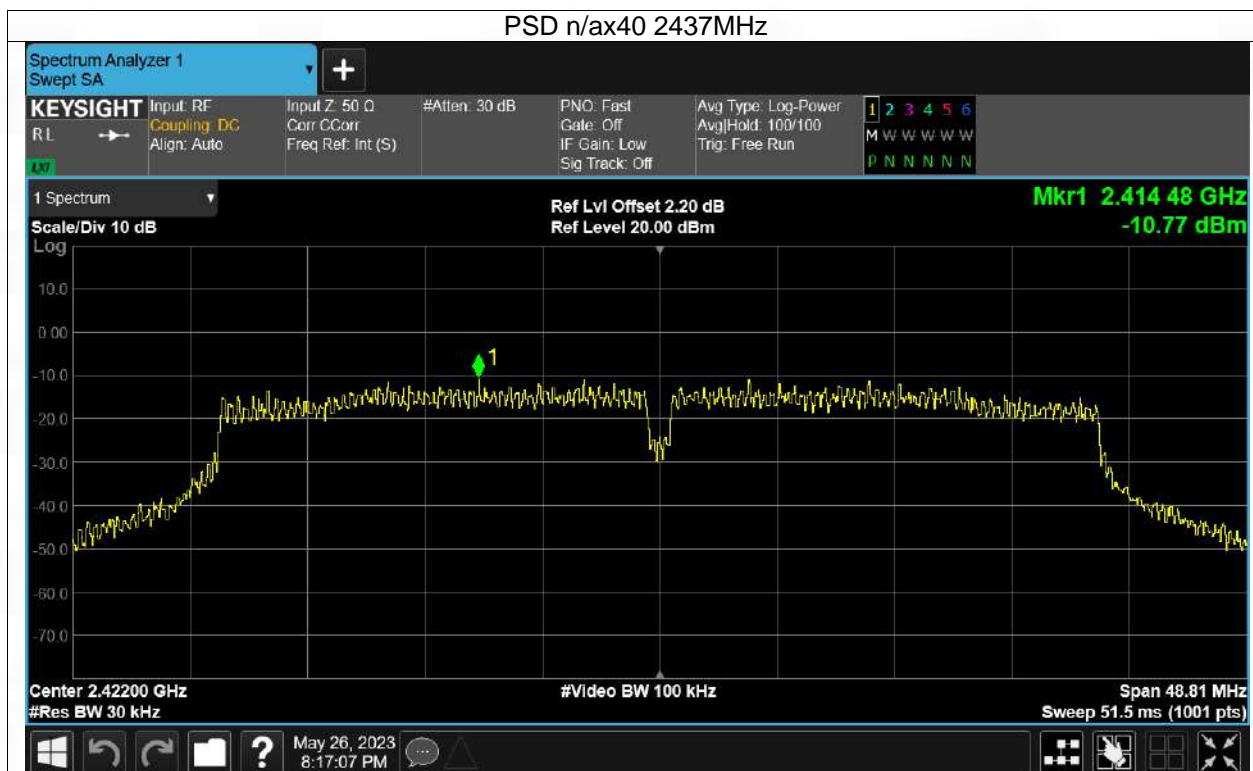 PSD n/ax40 2437MHz
Spectrum Analyzer 1
Swept SA
+
KEYSIGHT
RL
LXI
Input: RF
Coupling: DC
Align: Auto
Input Z: 50 Ω
Corr CCorr
Freq Ref: Int (S)
#Atten: 30 dB
PNO: Fast
Gate: Off
IF Gain: Low
Sig Track: Off
Avg Type: Log-Power
Avg|Hold: 100/100
Trig: Free Run
1 2 3 4 5 6
M W W W W W
P N N N N N
1 Spectrum
Scale/Div 10 dB
Log
Ref Lvl Offset 2.20 dB
Ref Level 20.00 dBm
Mkr1 2.414 48 GHz
-10.77 dBm
10.0
0.00
-10.0
-20.0
-30.0
-40.0
-50.0
-60.0
-70.0
1
Center 2.42200 GHz
#Res BW 30 kHz
#Video BW 100 kHz
Span 48.81 MHz
Sweep 51.5 ms (1001 pts)
?
May 26, 2023
8:17:07 PM